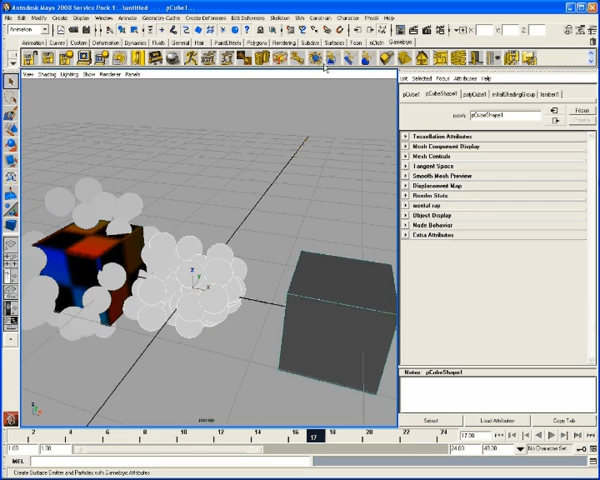 Autodesk Maya 2008 Service Pack 1: .\untitled --- pCube1...
Edit Modify Create Display Window Animate Geometry Cache Create Deformers Edit Deformers Skeleton Skin Constrain Character Muscle Help
Animation
X: Y: Z:
General Curves Custom Deformation Dynamics Fluids General Hair PaintEffects Polygons Rendering Subdivs Surfaces Toon nCloth Gamebryo
View Shading Lighting Show Renderer Panels
List Selected Focus Attributes Help
pCube1 pCubeShape1 polyCube1 initialShadingGroup lambert1
mesh: pCubeShape1
Focus
Presets
Tessellation Attributes
Mesh Component Display
Mesh Controls
Tangent Space
Smooth Mesh Preview
Displacement Map
Render Stats
mental ray
Object Display
Node Behavior
Extra Attributes
z y x
z
persp
Notes: pCubeShape1
Select Load Attributes Copy Tab
2 4 6 8 10 12 14 16 17 18 20 22 24
17.00
1.00 1.00 24.00 48.00 No Character Set
MEL
Create Surface Emitter and Particles with Gamebryo Attributes